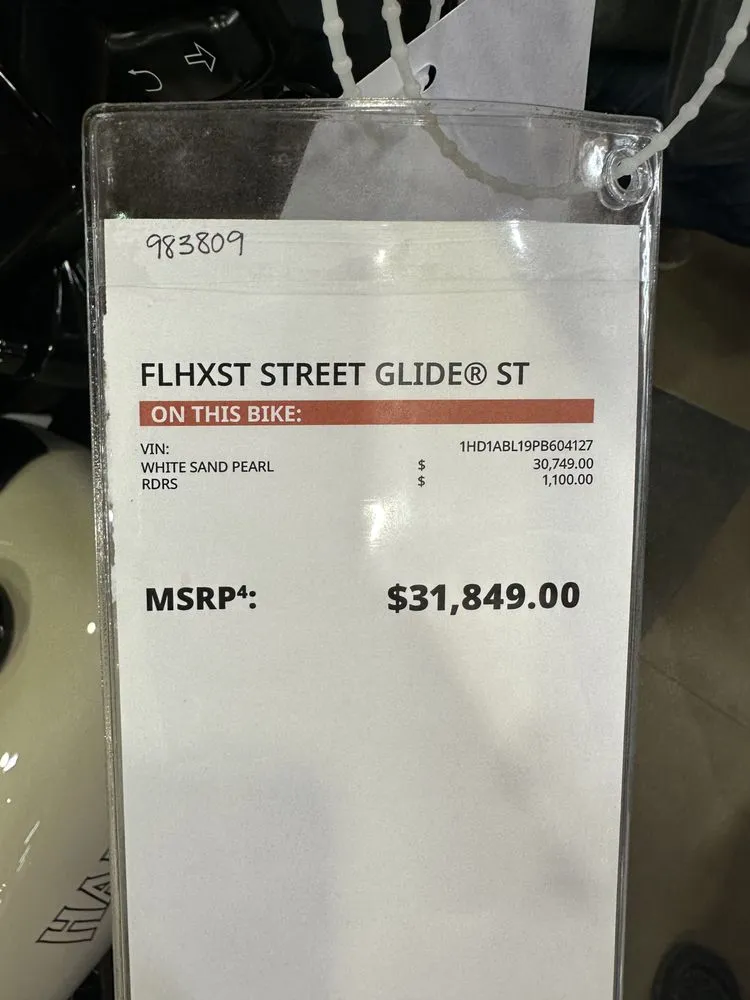 983809
FLHXST STREET GLIDE® ST
ON THIS BIKE:
VIN: 1HD1ABL19PB604127
WHITE SAND PEARL $ 30,749.00
RDRS $ 1,100.00
MSRP⁴: $31,849.00